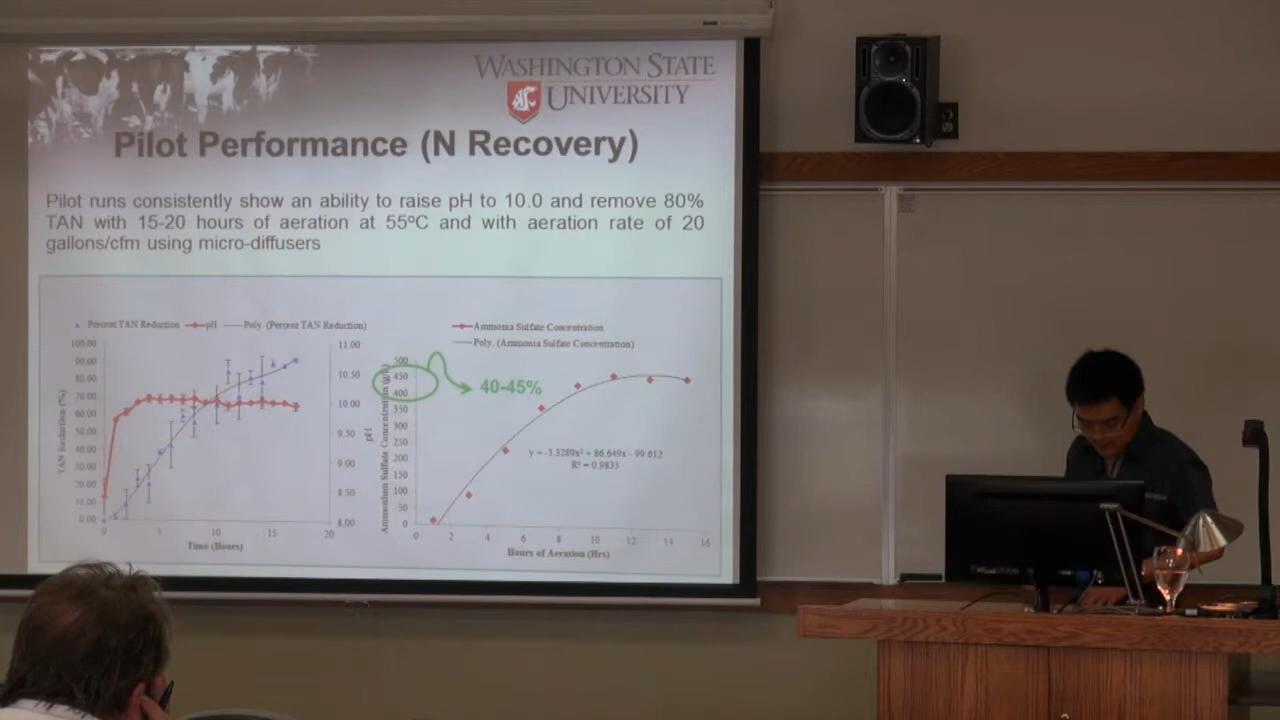 WASHINGTON STATE
UNIVERSITY
Pilot Performance (N Recovery)
Pilot runs consistently show an ability to raise pH to 10.0 and remove 80%
TAN with 15-20 hours of aeration at 55ºC and with aeration rate of 20
gallons/cfm using micro-diffusers
Percent TAN Reduction pH Poly. (Percent TAN Reduction)
100.00
90.00
80.00
70.00
60.00
50.00
40.00
30.00
20.00
10.00
0.00
TAN Reduction (%)
11.00
10.50
10.00
9.50
9.00
8.50
8.00
pH
0 5 10 15 20
Time (Hours)
Ammonia Sulfate Concentration
Poly. (Ammonia Sulfate Concentration)
500
450
400
350
300
250
200
150
100
50
0
Ammonium Sulfate Concentration (g/L)
40-45%
y = -3.3289x² + 86.649x - 99.612
R² = 0.9833
0 2 4 6 8 10 12 14 16
Hours of Aeration (Hrs)